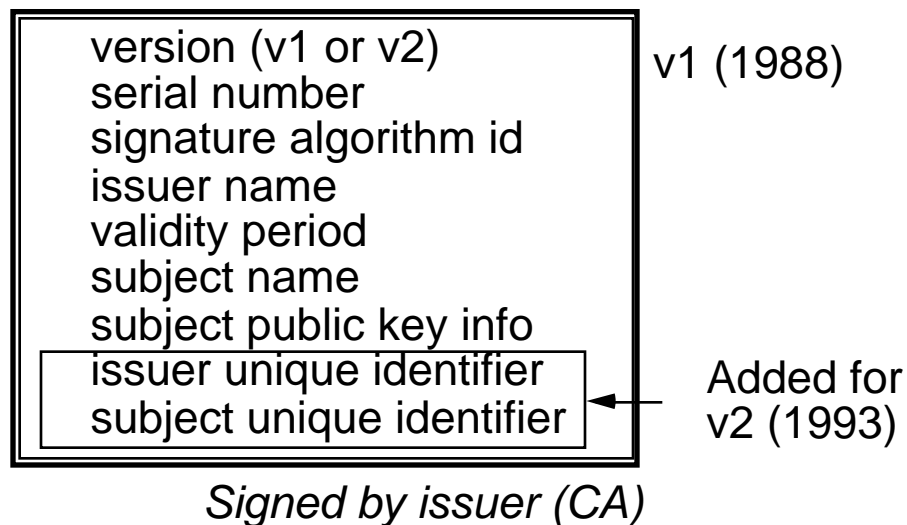 version (v1 or v2)
serial number
signature algorithm id
issuer name
validity period
subject name
subject public key info
issuer unique identifier
subject unique identifier
v1 (1988)
Added for
v2 (1993)
Signed by issuer (CA)